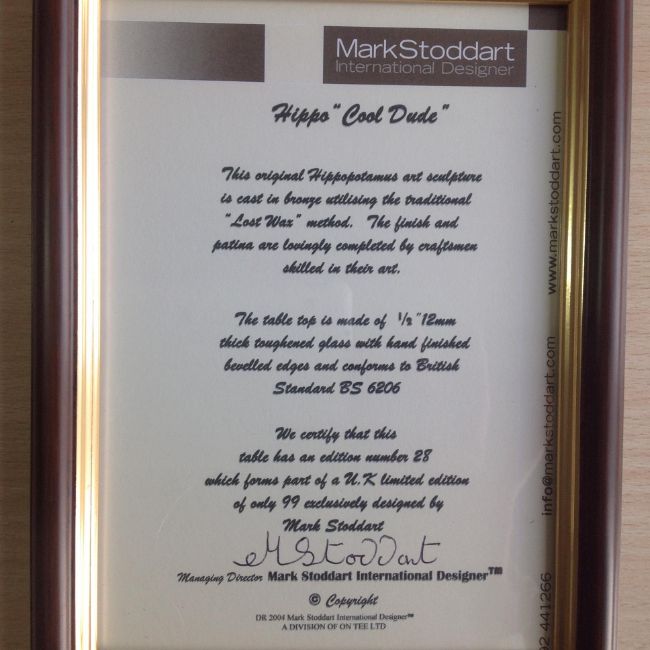 MarkStoddart
International Designer
Hippo "Cool Dude"
This original Hippopotamus art sculpture
is cast in bronze utilising the traditional
"Lost Wax" method. The finish and
patina are lovingly completed by craftsmen
skilled in their art.
The table top is made of ½"12mm
thick toughened glass with hand finished
bevelled edges and conforms to British
Standard BS 6206
We certify that this
table has an edition number 28
which forms part of a U.K limited edition
of only 99 exclusively designed by
Mark Stoddart
M Stoddart
Managing Director Mark Stoddart International Designer™
© Copyright
DR 2004 Mark Stoddart International Designer™
A DIVISION OF ON TEE LTD
www.markstoddart.com
info@markstoddart.com
92 441266